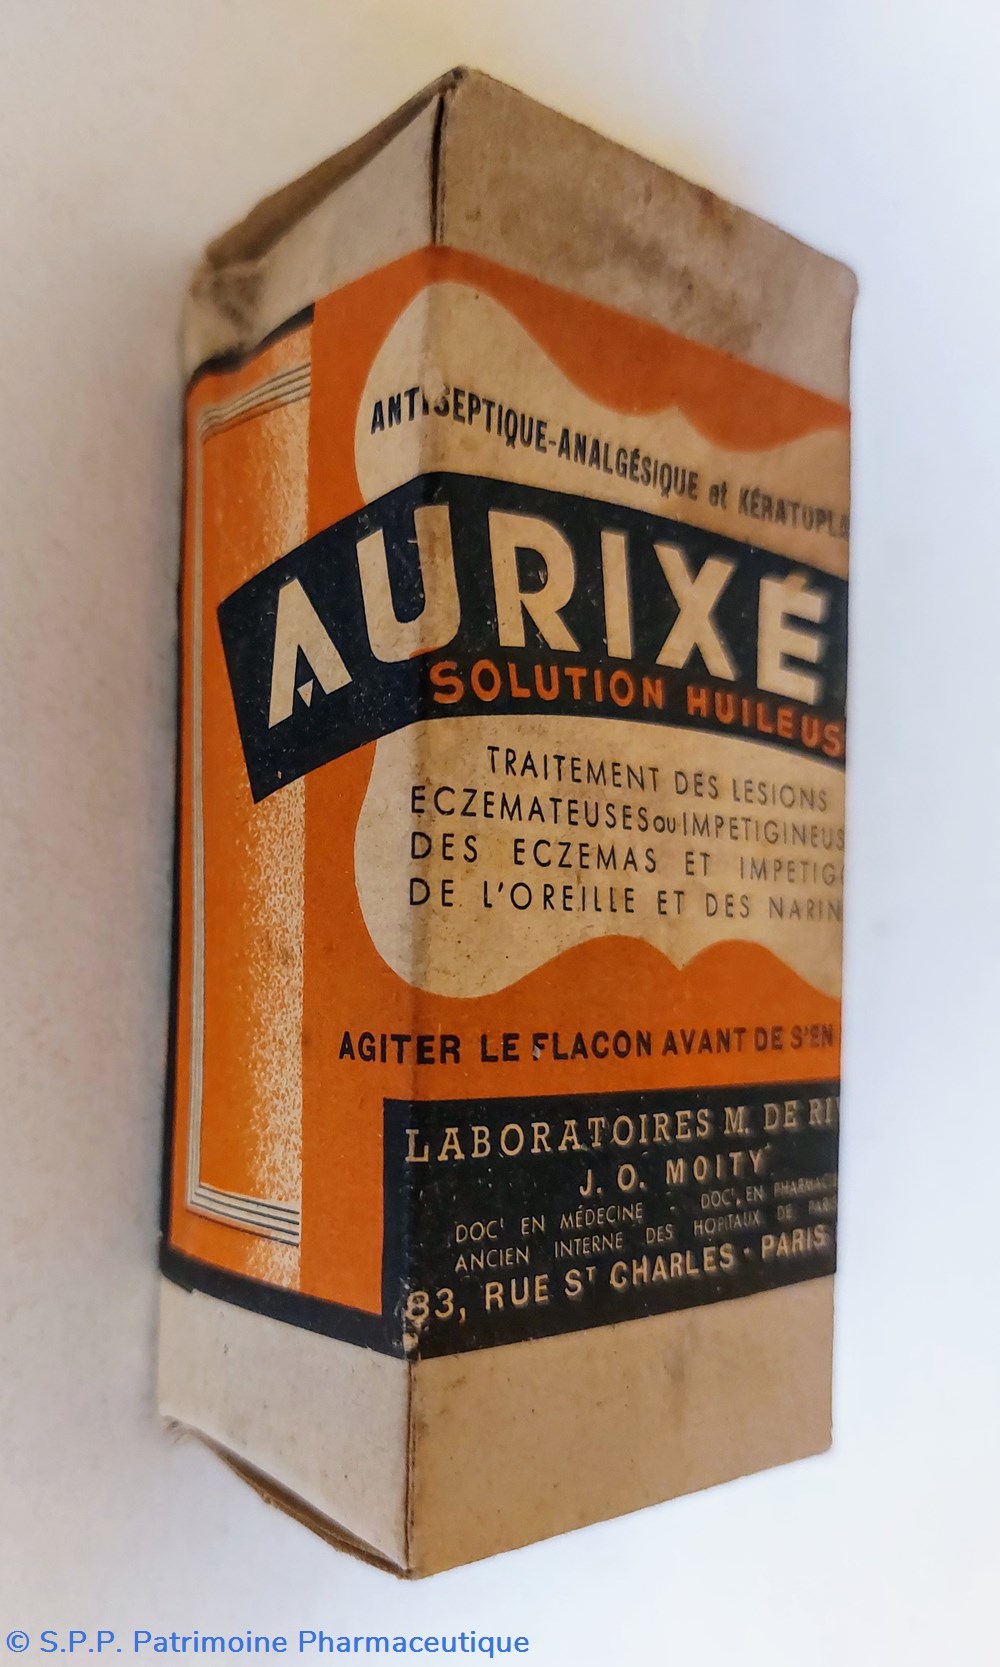 ANTISEPTIQUE-ANALGÉSIQUE et KÉRATOPLA
AURIXÉ
SOLUTION HUILEUS
TRAITEMENT DES LESIONS
ECZEMATEUSES OU IMPETIGINEUS
DES ECZEMAS ET IMPETIG
DE L'OREILLE ET DES NARIN
AGITER LE FLACON AVANT DE S'EN
LABORATOIRES M. DE RI
J. O. MOITY
DOCᵗ EN MÉDECINE - DOCᵗ. EN PHARMACIE
ANCIEN INTERNE DES HOPITAUX DE PARIS
83, RUE Sᵀ CHARLES - PARIS
© S.P.P. Patrimoine Pharmaceutique